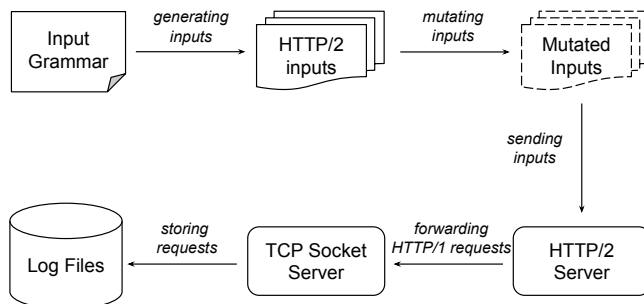 Input
Grammar
generating
inputs
HTTP/2
inputs
mutating
inputs
Mutated
Inputs
sending
inputs
HTTP/2
Server
forwarding
HTTP/1 requests
TCP Socket
Server
storing
requests
Log Files